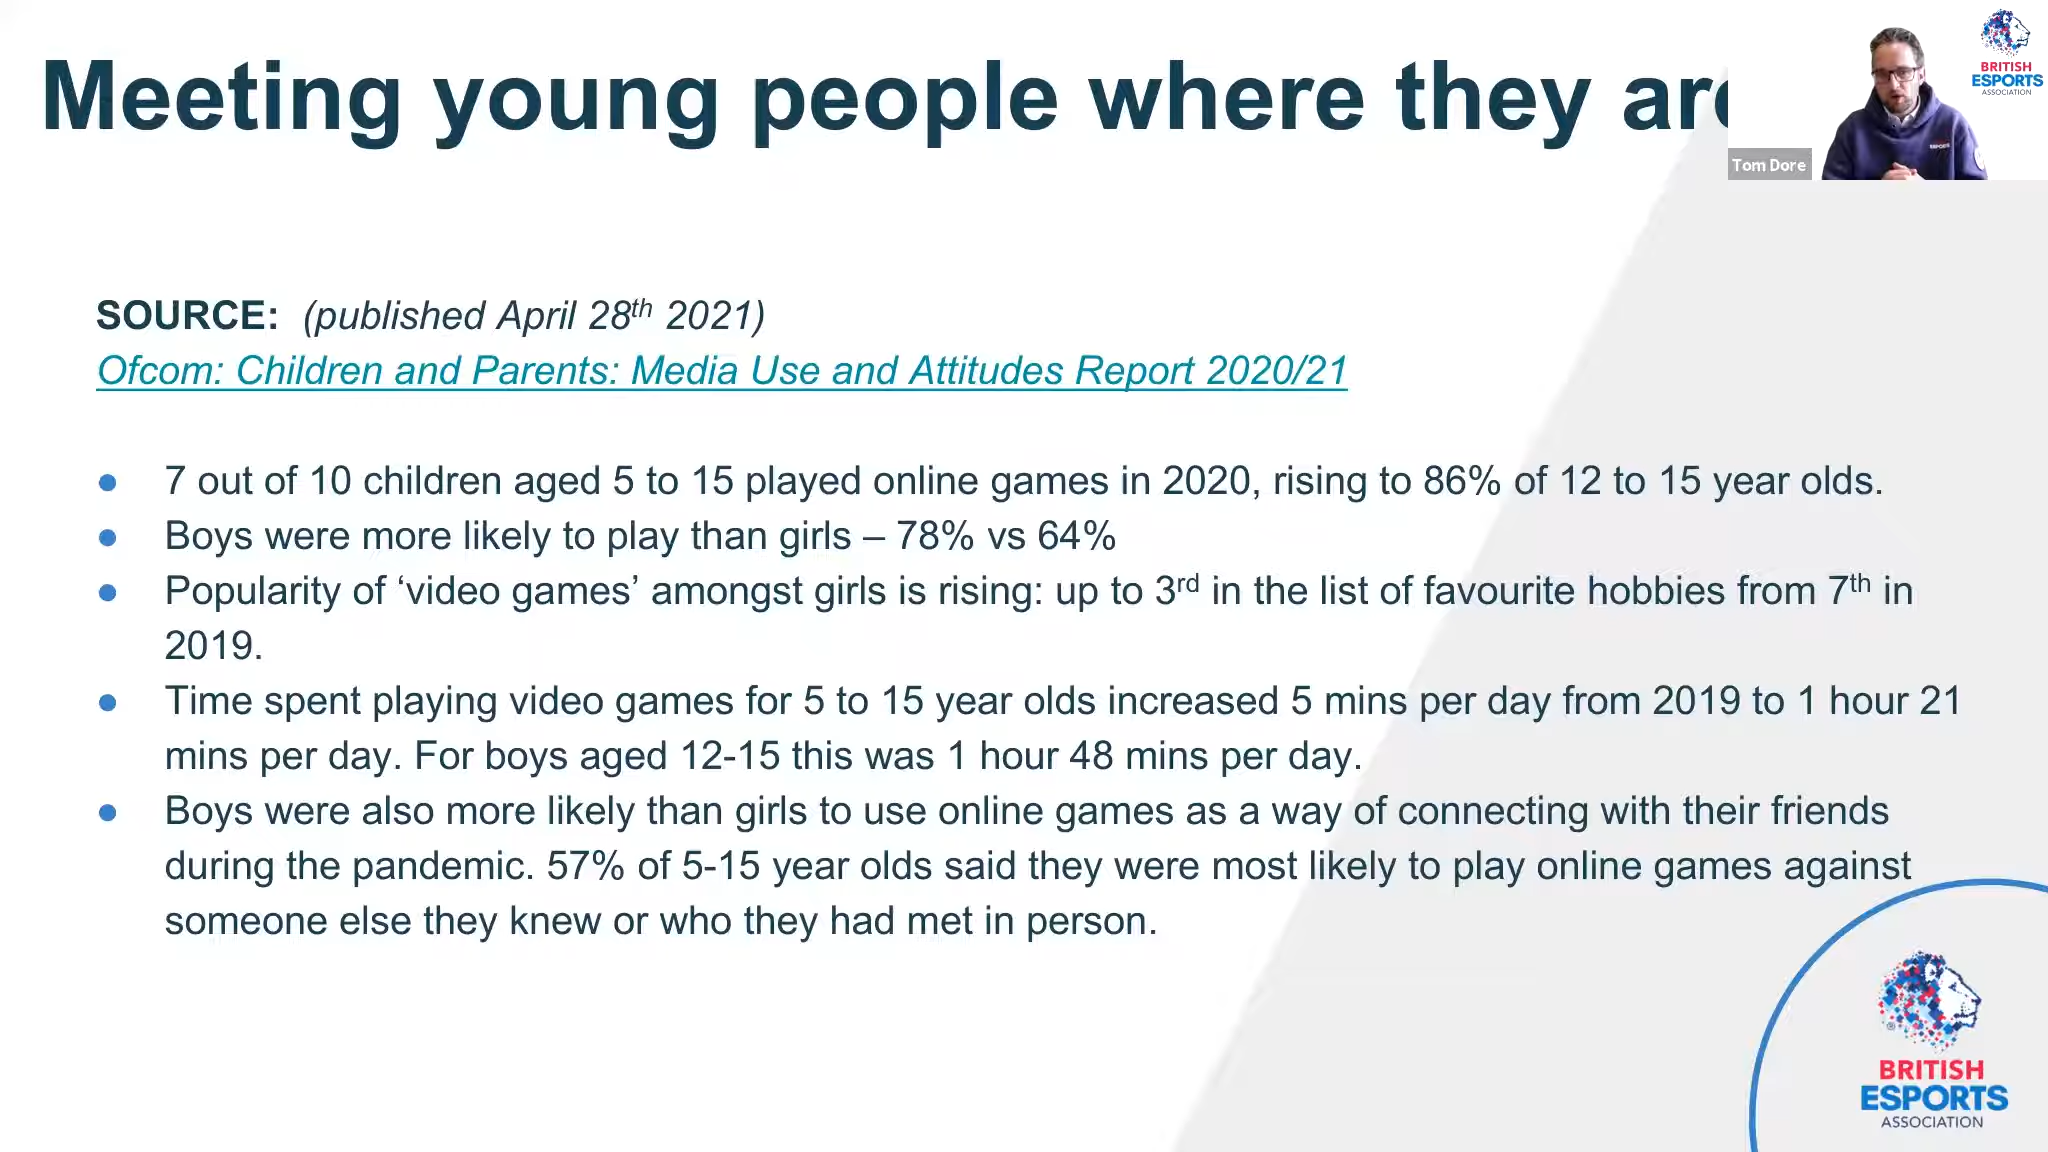 Meeting young people where they are
BRITISH
ESPORTS
ASSOCIATION
Tom Dore
SOURCE: (published April 28th 2021)
Ofcom: Children and Parents: Media Use and Attitudes Report 2020/21
● 7 out of 10 children aged 5 to 15 played online games in 2020, rising to 86% of 12 to 15 year olds.
● Boys were more likely to play than girls – 78% vs 64%
● Popularity of ‘video games’ amongst girls is rising: up to 3rd in the list of favourite hobbies from 7th in
2019.
● Time spent playing video games for 5 to 15 year olds increased 5 mins per day from 2019 to 1 hour 21
mins per day. For boys aged 12-15 this was 1 hour 48 mins per day.
● Boys were also more likely than girls to use online games as a way of connecting with their friends
during the pandemic. 57% of 5-15 year olds said they were most likely to play online games against
someone else they knew or who they had met in person.
®
BRITISH
ESPORTS
ASSOCIATION